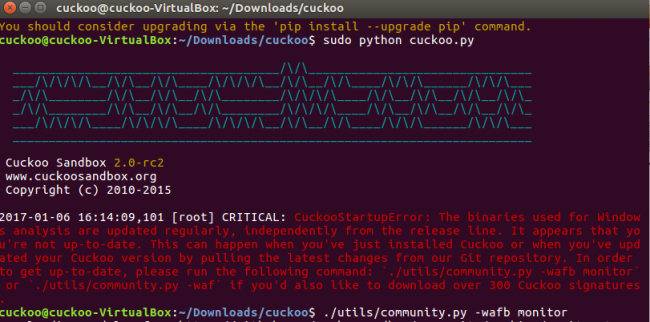 cuckoo@cuckoo-VirtualBox: ~/Downloads/cuckoo
You should consider upgrading via the 'pip install --upgrade pip' command.
cuckoo@cuckoo-VirtualBox:~/Downloads/cuckoo$ sudo python cuckoo.py
Cuckoo Sandbox 2.0-rc2
www.cuckoosandbox.org
Copyright (c) 2010-2015
2017-01-06 16:14:09,101 [root] CRITICAL: CuckooStartupError: The binaries used for Window
s analysis are updated regularly, independently from the release line. It appears that yo
u're not up-to-date. This can happen when you've just installed Cuckoo or when you've upd
ated your Cuckoo version by pulling the latest changes from our Git repository. In order
to get up-to-date, please run the following command: `./utils/community.py -wafb monitor`
or `./utils/community.py -waf` if you'd also like to download over 300 Cuckoo signatures
.
cuckoo@cuckoo-VirtualBox:~/Downloads/cuckoo$ ./utils/community.py -wafb monitor